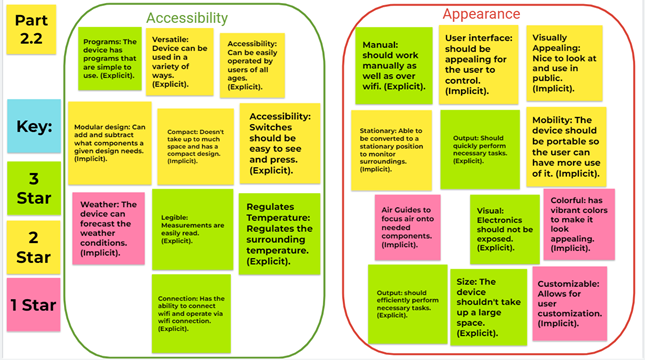 Part
2.2
Key:
3
Star
2
Star
1 Star
Accessibility
Programs: The
device has
programs that
are simple to
use. (Explicit).
Versatile:
Device can be
used in a
variety of
ways.
(Explicit).
Accessibility:
Can be easily
operated by
users of all
ages.
(Explicit).
Modular design: Can
add and subtract
what components a
given design needs.
(Implicit).
Compact: Doesn't
take up to much
space and has a
compact design.
(Implicit).
Accessibility:
Switches
should be
easy to see
and press.
(Explicit).
Weather: The
device can
forecast the
weather
conditions.
(Implicit).
Legible:
Measurements are
easily read.
(Explicit).
Regulates
Temperature:
Regulates the
surrounding
temperature.
(Explicit).
Connection: Has the
ability to connect
wifi and operate via
wifi connection.
(Explicit).
Appearance
Manual:
should work
manually as
well as over
wifi. (Explicit).
User interface:
should be
appealing for
the user to
control.
(Implicit).
Visually
Appealing:
Nice to look at
and use in
public.
(Implicit).
Stationary: Able to
be converted to a
stationary position
to monitor
surroundings.
(Implicit).
Output: Should
quickly perform
necessary tasks.
(Explicit).
Mobility: The
device should
be portable so
the user can
have more use
of it. (Implicit).
Air Guides to
focus air onto
needed
components.
(Implicit).
Visual:
Electronics
should not be
exposed.
(Explicit).
Colorful: has
vibrant colors
to make it
look
appealing.
(Implicit).
Output: should
efficiently perform
necessary tasks.
(Explicit).
Size: The
device
shouldn't take
up a large
space.
(Explicit).
Customizable:
Allows for
user
customization.
(Implicit).